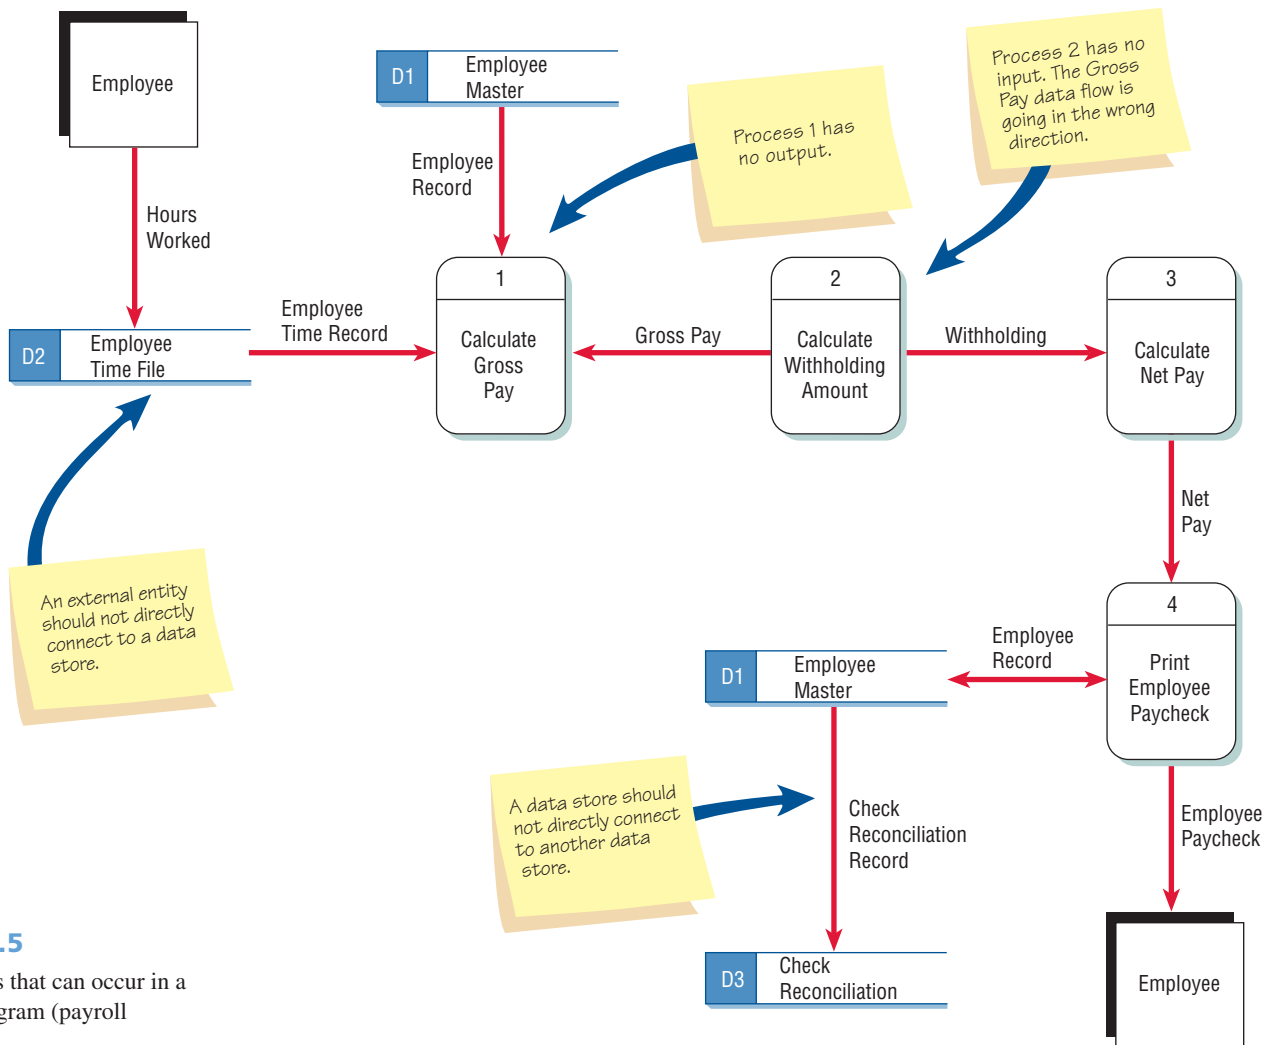 Employee
D1
Employee
Master
Process 1 has
no output.
Process 2 has no
input. The Gross
Pay data flow is
going in the wrong
direction.
Employee
Record
Hours
Worked
D2
Employee
Time File
Employee
Time Record
1
Calculate
Gross
Pay
Gross Pay
2
Calculate
Withholding
Amount
Withholding
3
Calculate
Net Pay
Net
Pay
An external entity
should not directly
connect to a data
store.
4
Print
Employee
Paycheck
Employee
Record
D1
Employee
Master
A data store should
not directly connect
to another data
store.
Check
Reconciliation
Record
Employee
Paycheck
D3
Check
Reconciliation
Employee
.5
s that can occur in a
gram (payroll